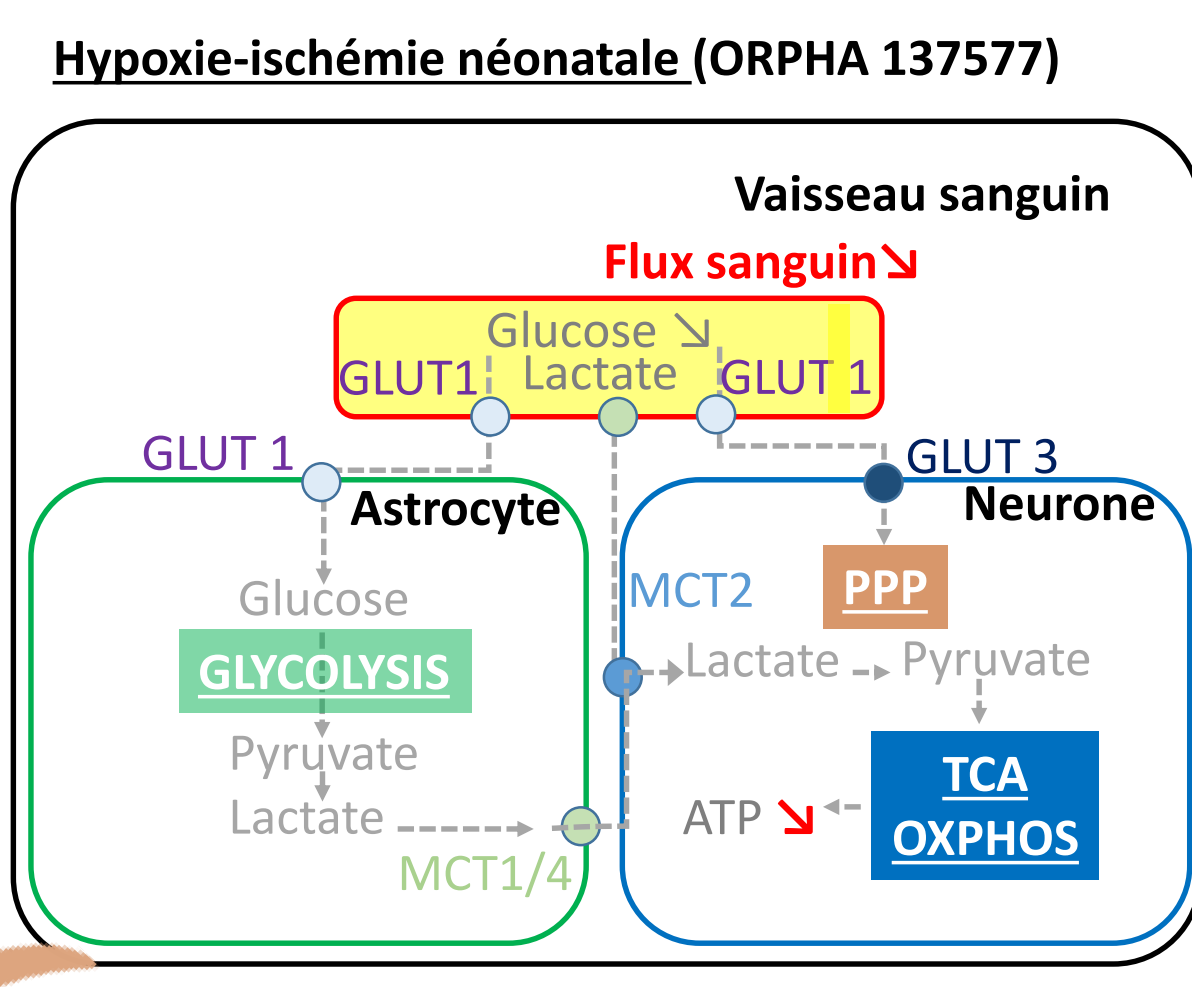 Hypoxie-ischémie néonatale (ORPHA 137577)
Vaisseau sanguin
Flux sanguin↘
Glucose ↘
GLUT1 Lactate GLUT 1
GLUT 1
GLUT 3
Astrocyte
Neurone
PPP
MCT2
Glucose
GLYCOLYSIS
Lactate
Pyruvate
Pyruvate
Lactate
TCA
OXPHOS
ATP ↘
MCT1/4